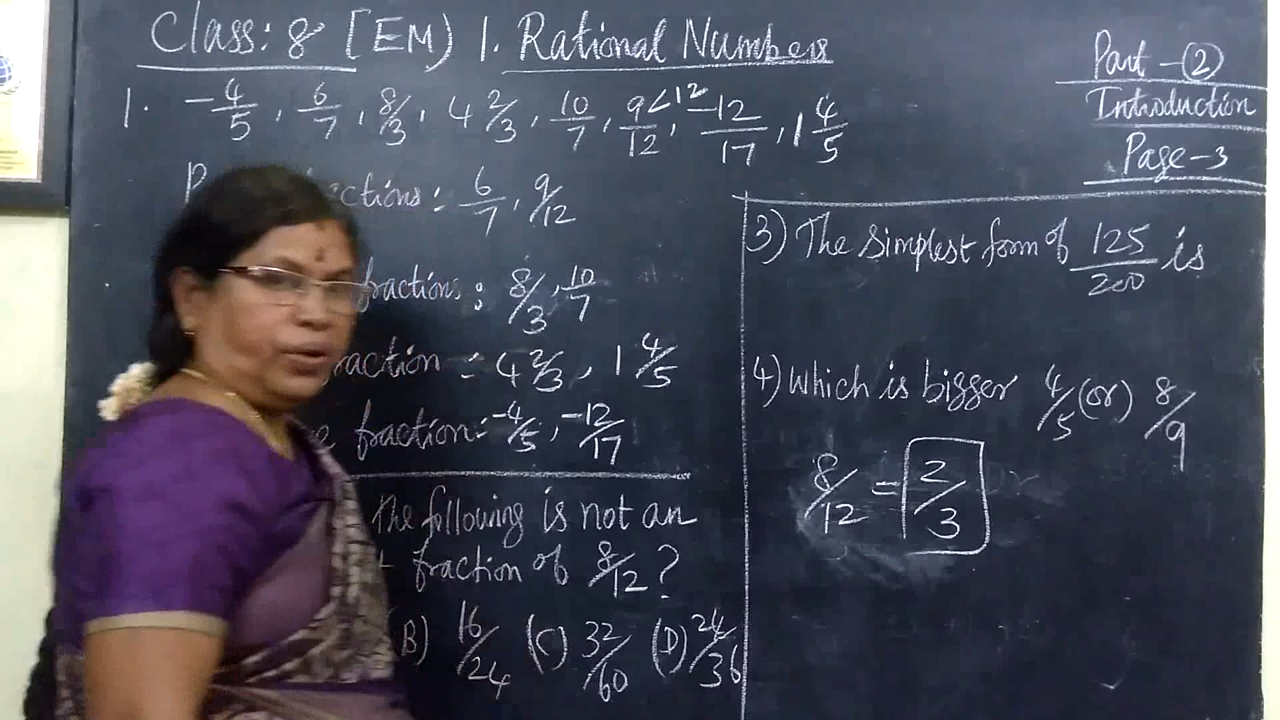 Class: 8 [EM) 1. Rational Numbers
Part -②
Introduction
Page-3
1. -4/5, 6/7, 8/3, 4 2/3, 10/7, 9<12/12, -12/17, 1 4/5
ctions: 6/7, 9/12
fractions: 8/3, 10/7
raction : 4 2/3, 1 4/5
fraction: -4/5, -12/17
The following is not an
fraction of 8/12?
B) 16/24 (C) 32/60 (D) 24/36
3) The simplest form of 125/200 is
4) Which is bigger 4/5 (or) 8/9
8/12 = 2/3